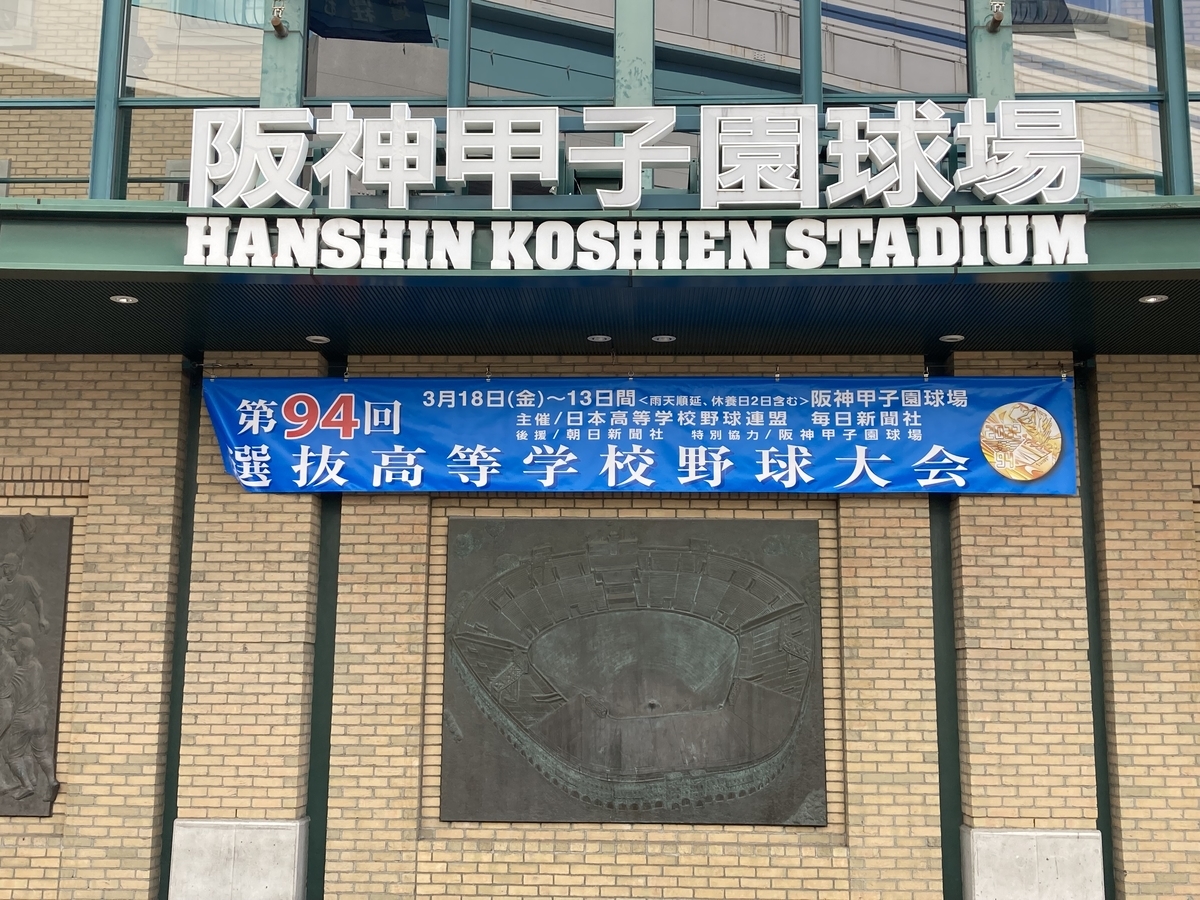 阪神甲子園球場
HANSHIN KOSHIEN STADIUM
第94回
3月18日(金)〜13日間<雨天順延、休養日2日含む>阪神甲子園球場
主催/日本高等学校野球連盟 毎日新聞社
後援/朝日新聞社 特別協力/阪神甲子園球場
選抜高等学校野球大会
2022
94